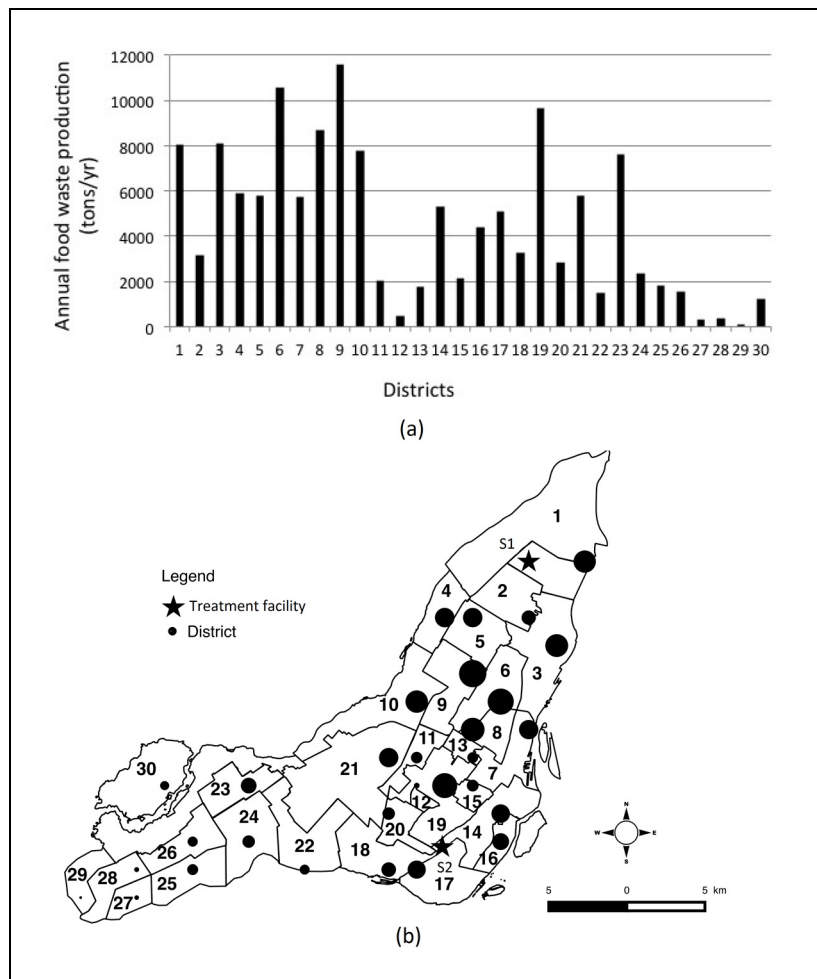 12000
10000
8000
6000
4000
2000
0
Annual food waste production
(tons/yr)
1 2 3 4 5 6 7 8 9 10 11 12 13 14 15 16 17 18 19 20 21 22 23 24 25 26 27 28 29 30
Districts
(a)
1
S1
Legend
Treatment facility
District
4
2
5
6
3
10
9
8
11
13
30
21
7
23
12
15
24
20
19
14
N
W E
S
26
22
18
S2
16
29
28
25
17
27
5 0 5 km
(b)